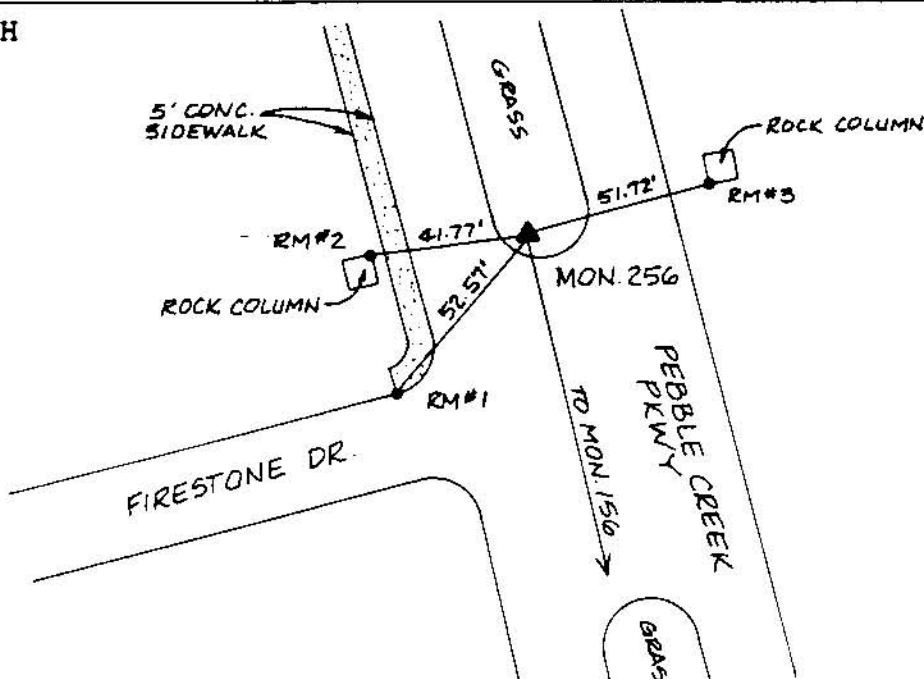 H
GRASS
5' CONC.
SIDEWALK
ROCK COLUMN
51.72'
RM#3
41.77'
RM#2
MON. 256
ROCK COLUMN
52.57'
RM#1
PEBBLE CREEK
PKWY
TO MON. 156
FIRESTONE DR.
GRAS